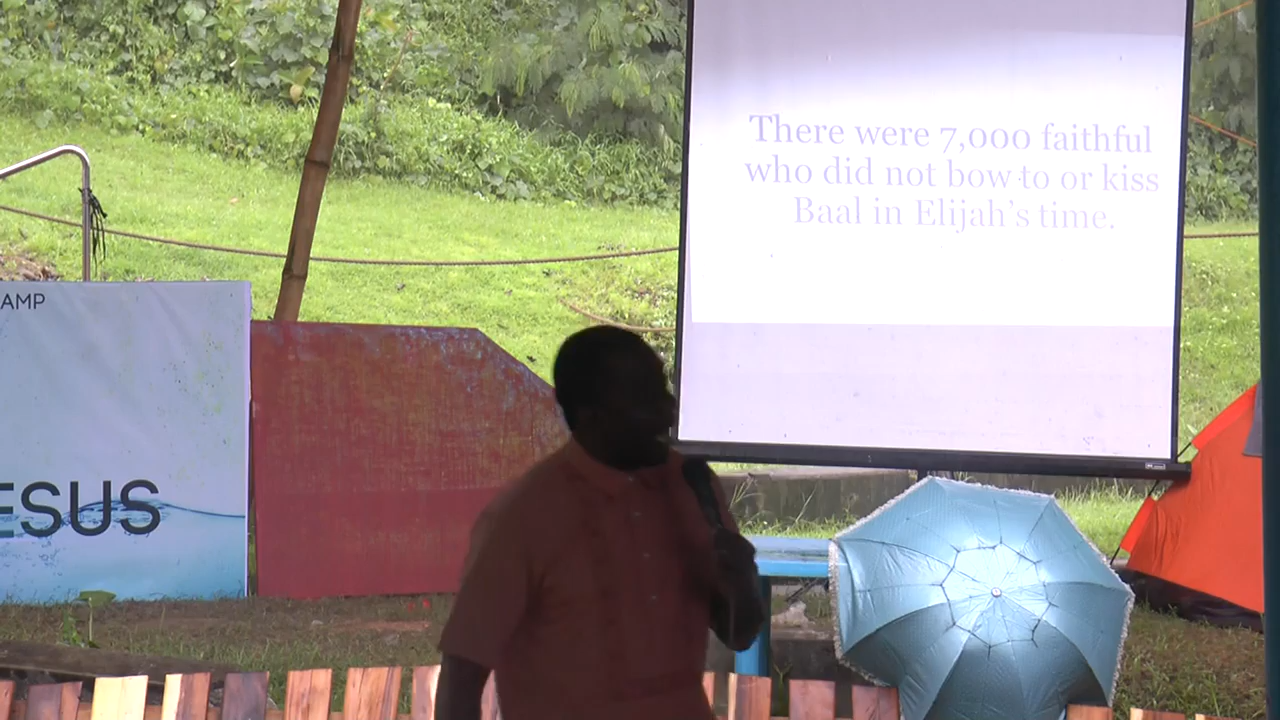 There were 7,000 faithful
who did not bow to or kiss
Baal in Elijah's time.
AMP
ESUS